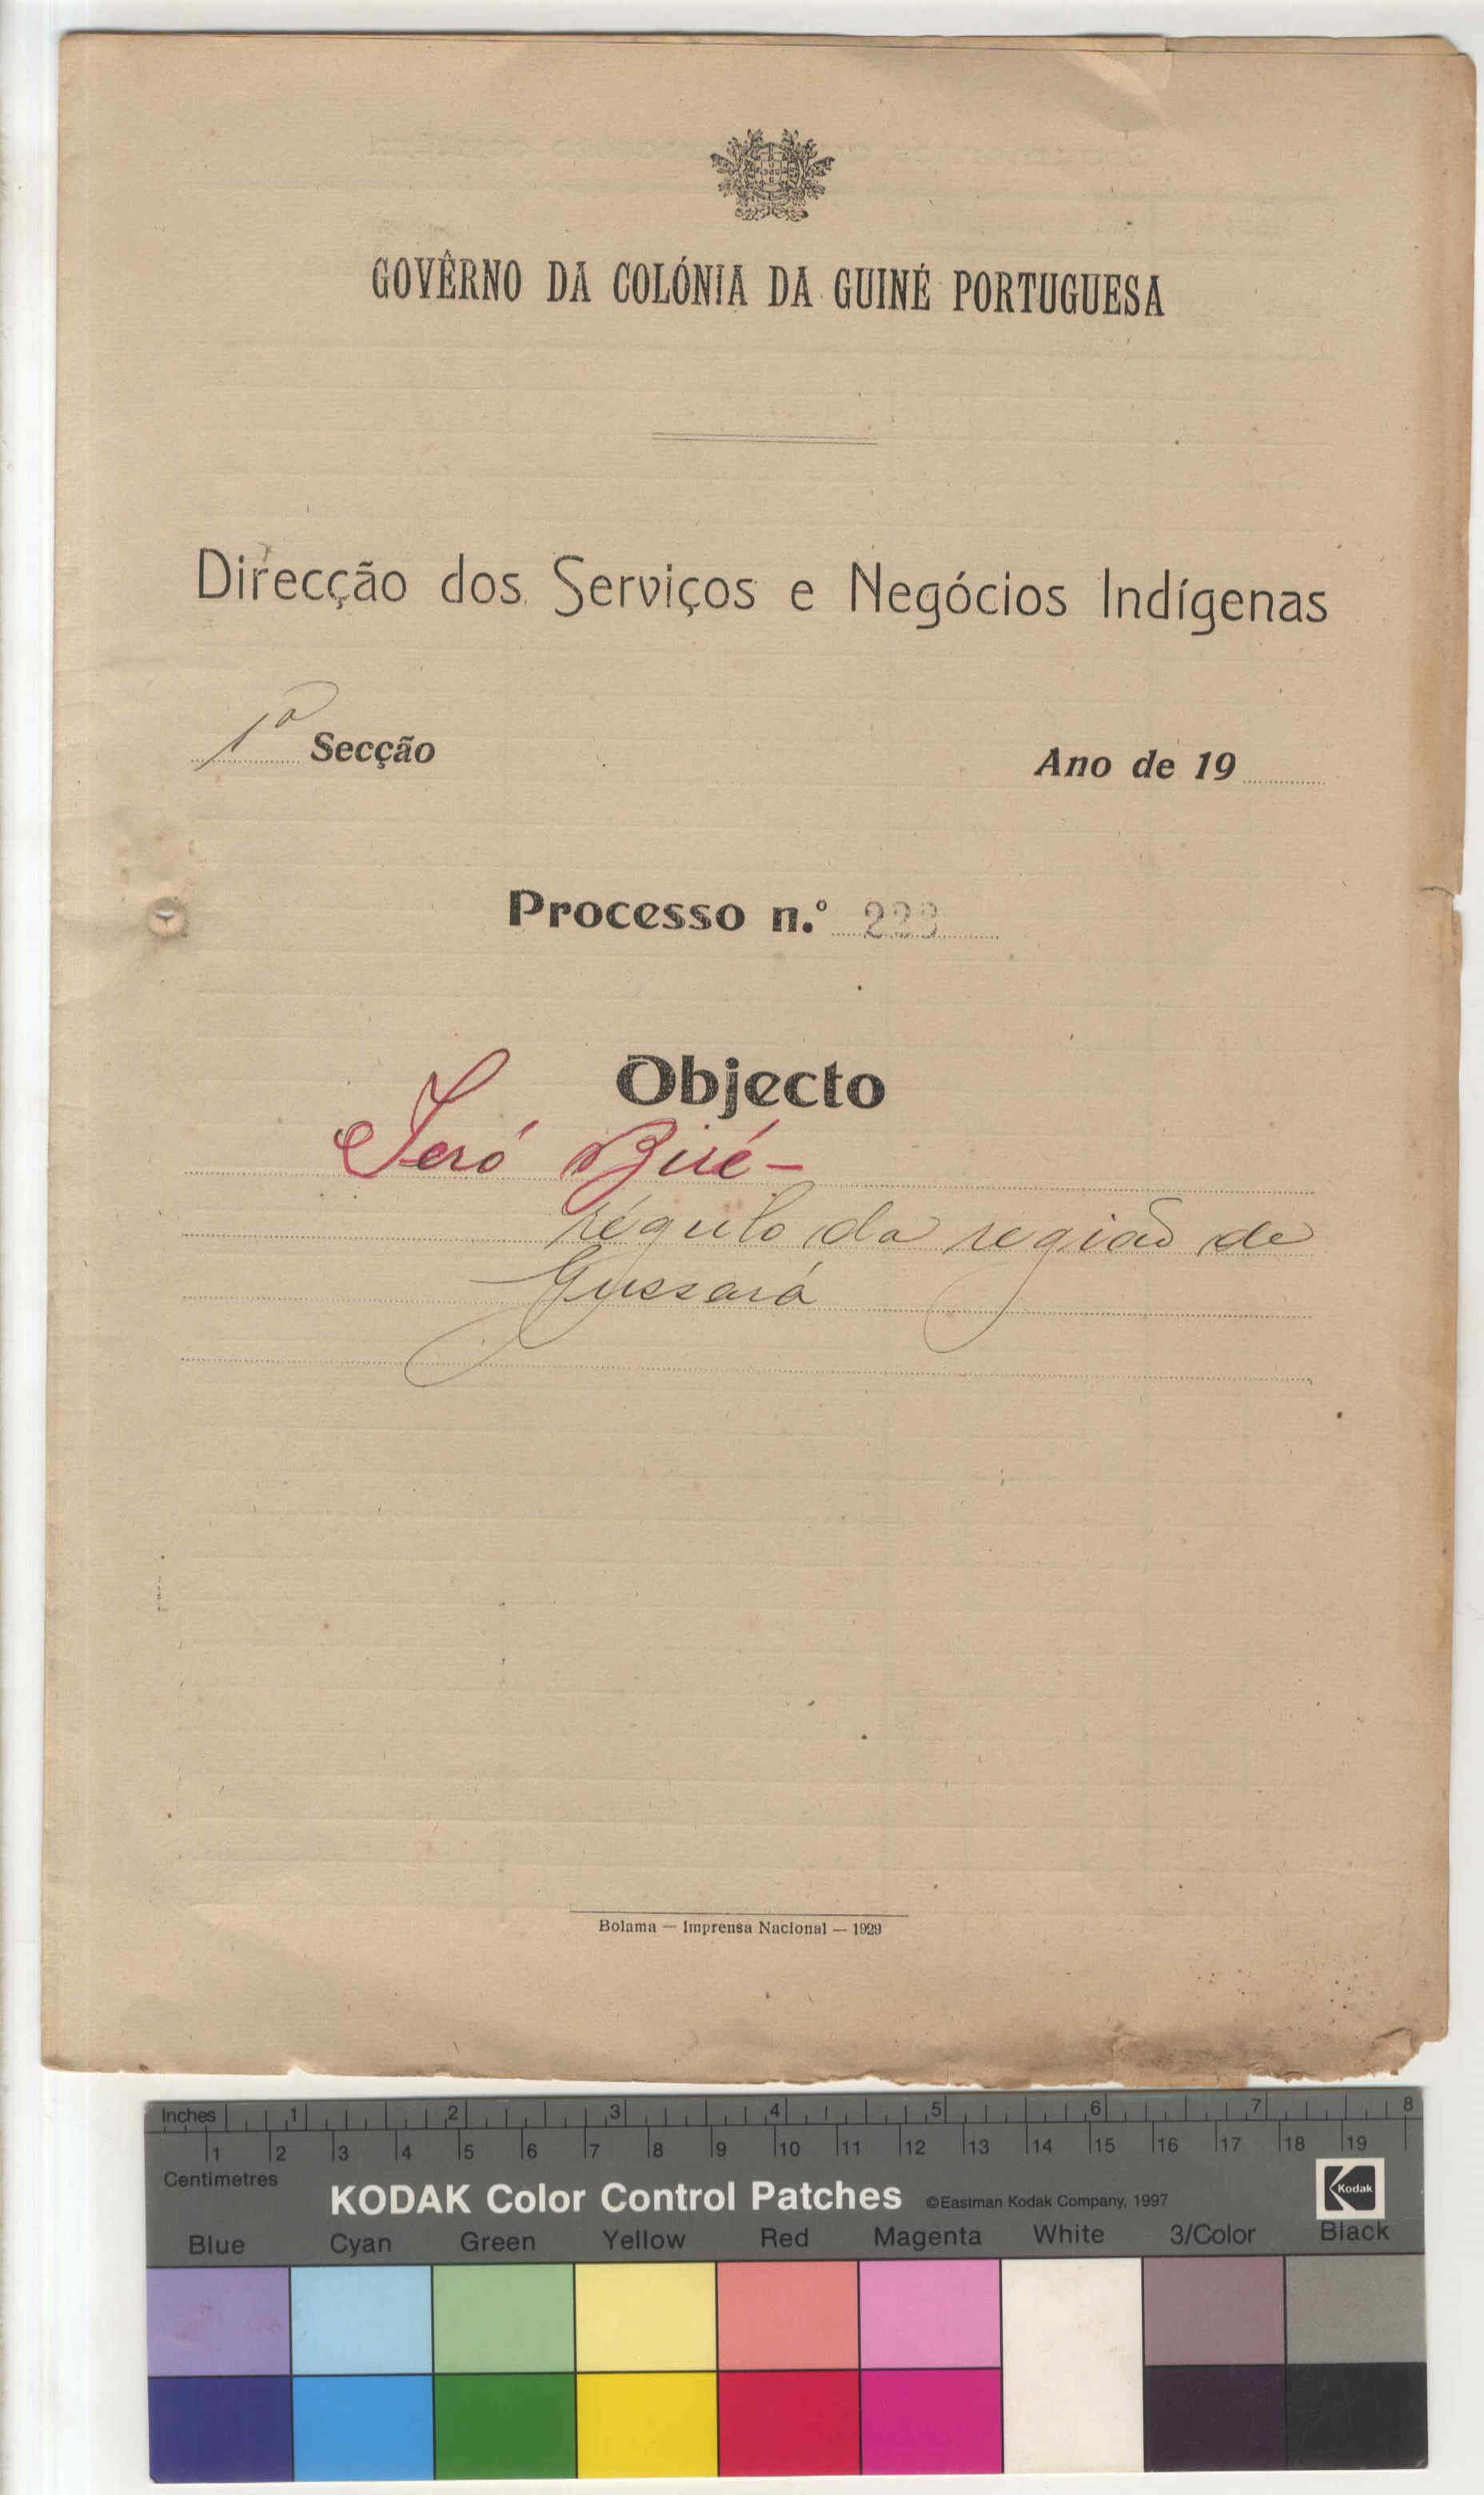 GOVÊRNO DA COLÓNIA DA GUINÉ PORTUGUESA
Direcção dos Serviços e Negócios Indígenas
1ª Secção
Ano de 19
Processo n.º 223
Objecto
Seró Biré -
régulo da região de
Gussará
Bolama — Imprensa Nacional — 1929
Inches 1 2 3 4 5 6 7 8
1 2 3 4 5 6 7 8 9 10 11 12 13 14 15 16 17 18 19
Centimetres
KODAK Color Control Patches ©Eastman Kodak Company, 1997 Kodak
Blue Cyan Green Yellow Red Magenta White 3/Color Black